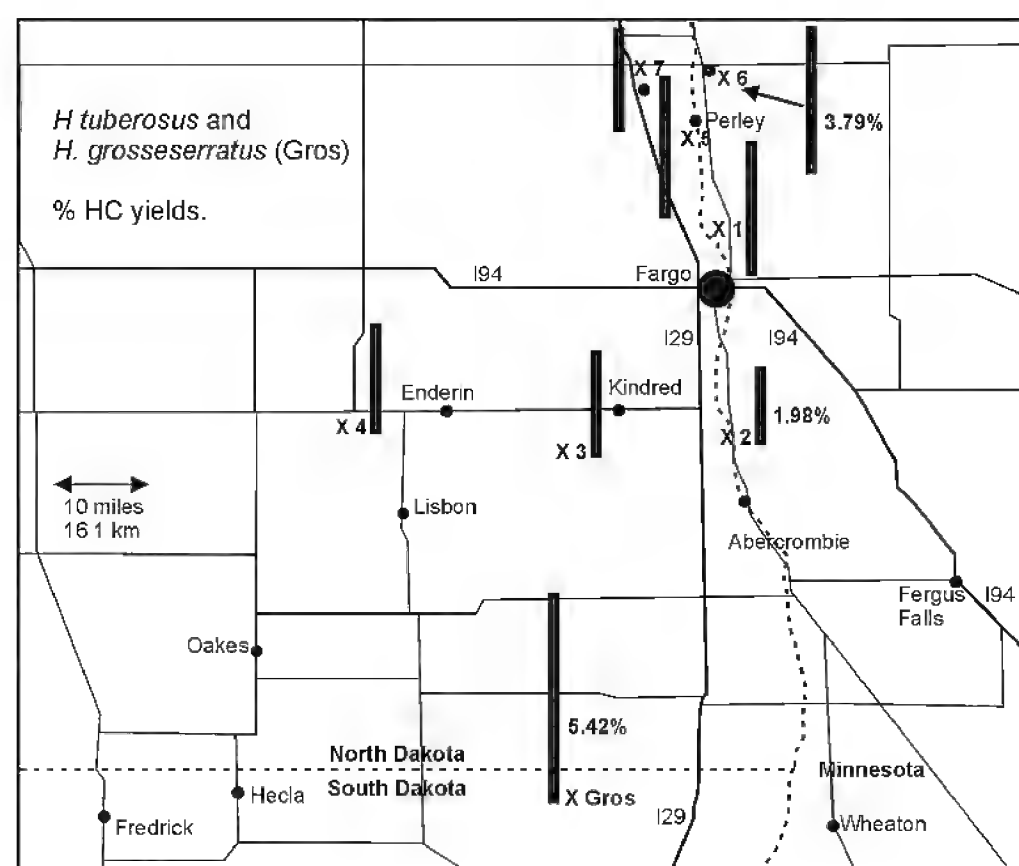 X 7
X 6
H tuberosus and
H. grosseserratus (Gros)
% HC yields.
Perley
3.79%
X 5
X 1
I94
Fargo
I29
I94
Enderin
Kindred
X 4
1.98%
X 2
X 3
10 miles
16 1 km
Lisbon
Abercrombie
Fergus
Falls
I94
Oakes
5.42%
North Dakota
South Dakota
Minnesota
Hecla
X Gros
I29
Fredrick
Wheaton